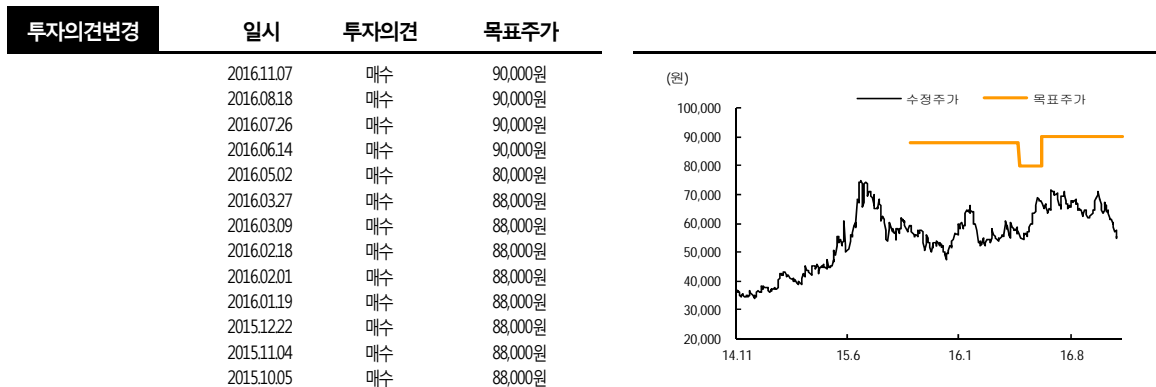 투자의견변경 일시 투자의견 목표주가
2016.11.07 매수 90,000원
2016.08.18 매수 90,000원
2016.07.26 매수 90,000원
2016.06.14 매수 90,000원
2016.05.02 매수 80,000원
2016.03.27 매수 88,000원
2016.03.09 매수 88,000원
2016.02.18 매수 88,000원
2016.02.01 매수 88,000원
2016.01.19 매수 88,000원
2015.12.22 매수 88,000원
2015.11.04 매수 88,000원
2015.10.05 매수 88,000원
(원)
수정주가 목표주가
100,000
90,000
80,000
70,000
60,000
50,000
40,000
30,000
20,000
14.11 15.6 16.1 16.8